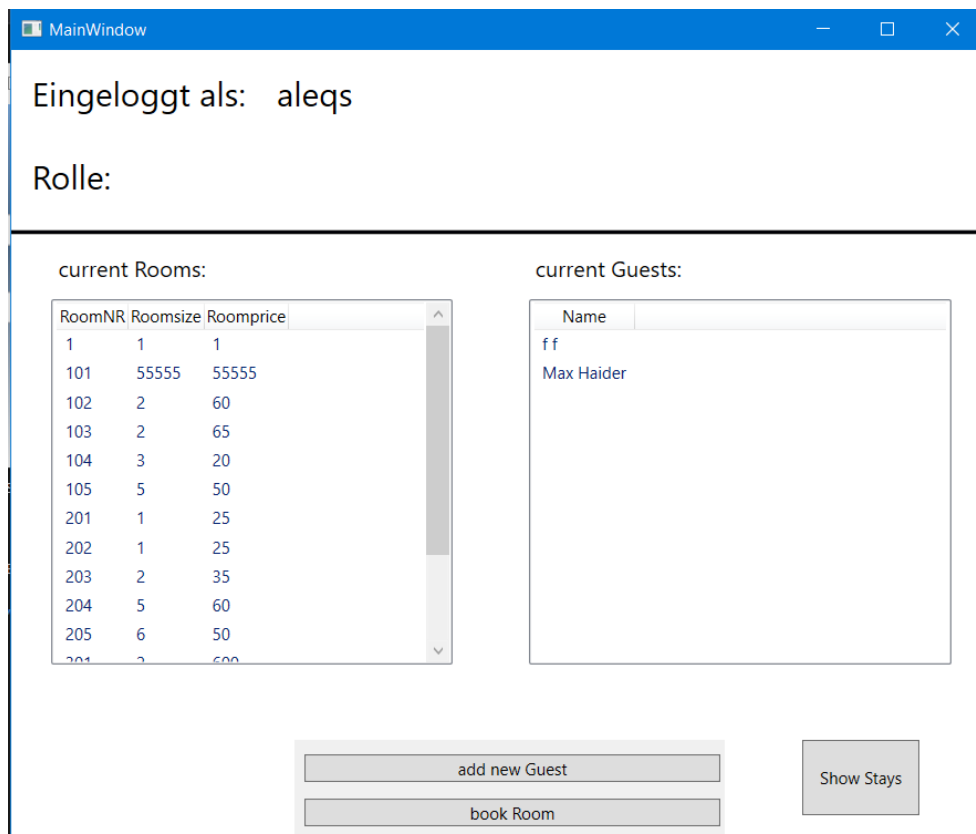 MainWindow
Eingeloggt als: aleqs
Rolle:
current Rooms:
RoomNR Roomsize Roomprice
1 1 1
101 55555 55555
102 2 60
103 2 65
104 3 20
105 5 50
201 1 25
202 1 25
203 2 35
204 5 60
205 6 50
current Guests:
Name
f f
Max Haider
add new Guest
book Room
Show Stays